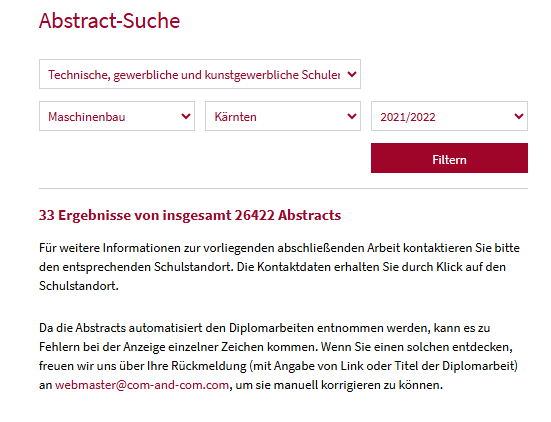 Abstract-Suche
Technische, gewerbliche und kunstgewerbliche Schulen
Maschinenbau
Kärnten
2021/2022
Filtern
33 Ergebnisse von insgesamt 26422 Abstracts
Für weitere Informationen zur vorliegenden abschließenden Arbeit kontaktieren Sie bitte
den entsprechenden Schulstandort. Die Kontaktdaten erhalten Sie durch Klick auf den
Schulstandort.
Da die Abstracts automatisiert den Diplomarbeiten entnommen werden, kann es zu
Fehlern bei der Anzeige einzelner Zeichen kommen. Wenn Sie einen solchen entdecken,
freuen wir uns über Ihre Rückmeldung (mit Angabe von Link oder Titel der Diplomarbeit)
an webmaster@com-and-com.com, um sie manuell korrigieren zu können.